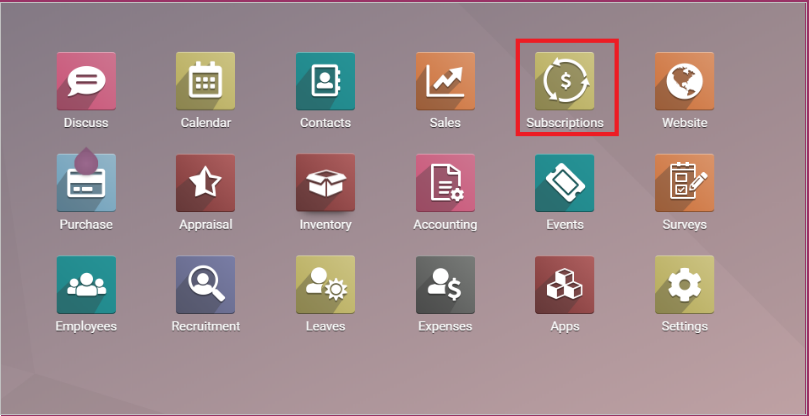 Discuss Calendar Contacts Sales Subscriptions Website
Purchase Appraisal Inventory Accounting Events Surveys
Employees Recruitment Leaves Expenses Apps Settings